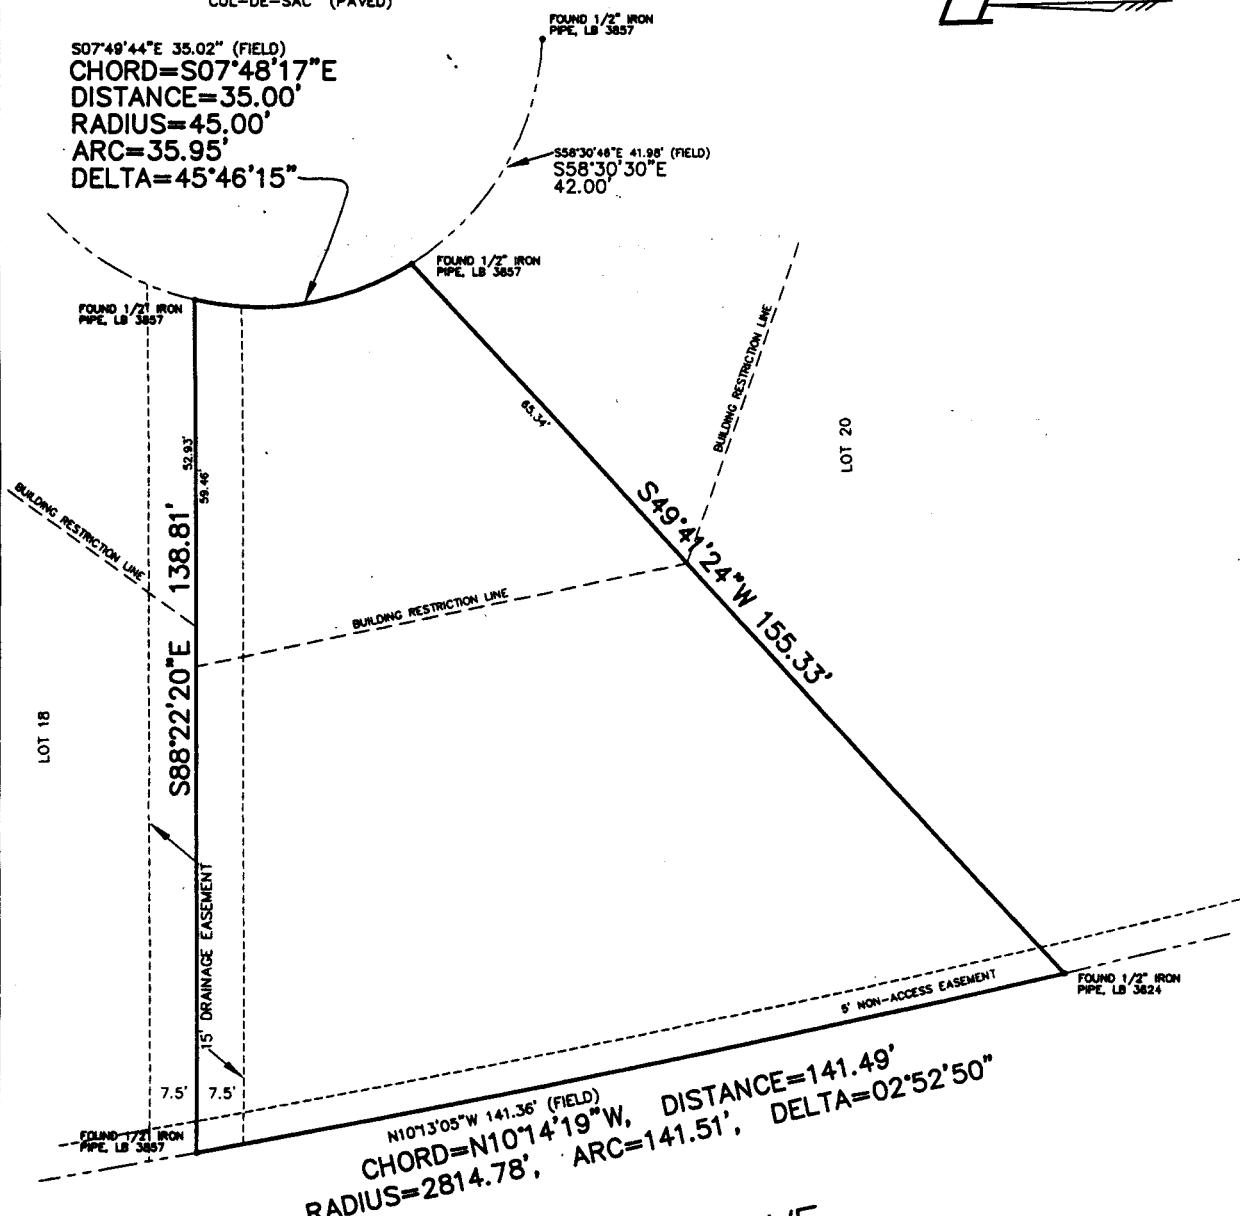 CUL-DE-SAC (PAVED)
FOUND 1/2" IRON
PIPE, LB 3857
S07°49'44"E 35.02" (FIELD)
CHORD=S07°48'17"E
DISTANCE=35.00'
RADIUS=45.00'
ARC=35.95'
DELTA=45°46'15"
S58°30'46"E 41.98' (FIELD)
S58°30'30"E
42.00'
FOUND 1/2" IRON
PIPE, LB 3857
FOUND 1/2" IRON
PIPE, LB 3857
BUILDING RESTRICTION LINE
65.34'
LOT 20
52.93'
59.46'
BUILDING RESTRICTION LINE
S49°41'24"W 155.33'
BUILDING RESTRICTION LINE
S88°22'20"E 138.81'
LOT 18
15' DRAINAGE EASEMENT
5' NON-ACCESS EASEMENT
FOUND 1/2" IRON
PIPE, LB 3624
7.5' 7.5'
FOUND 1/2" IRON
PIPE, LB 3857
N10°13'05"W 141.36' (FIELD)
CHORD=N10°14'19"W, DISTANCE=141.49'
RADIUS=2814.78', ARC=141.51', DELTA=02°52'50"